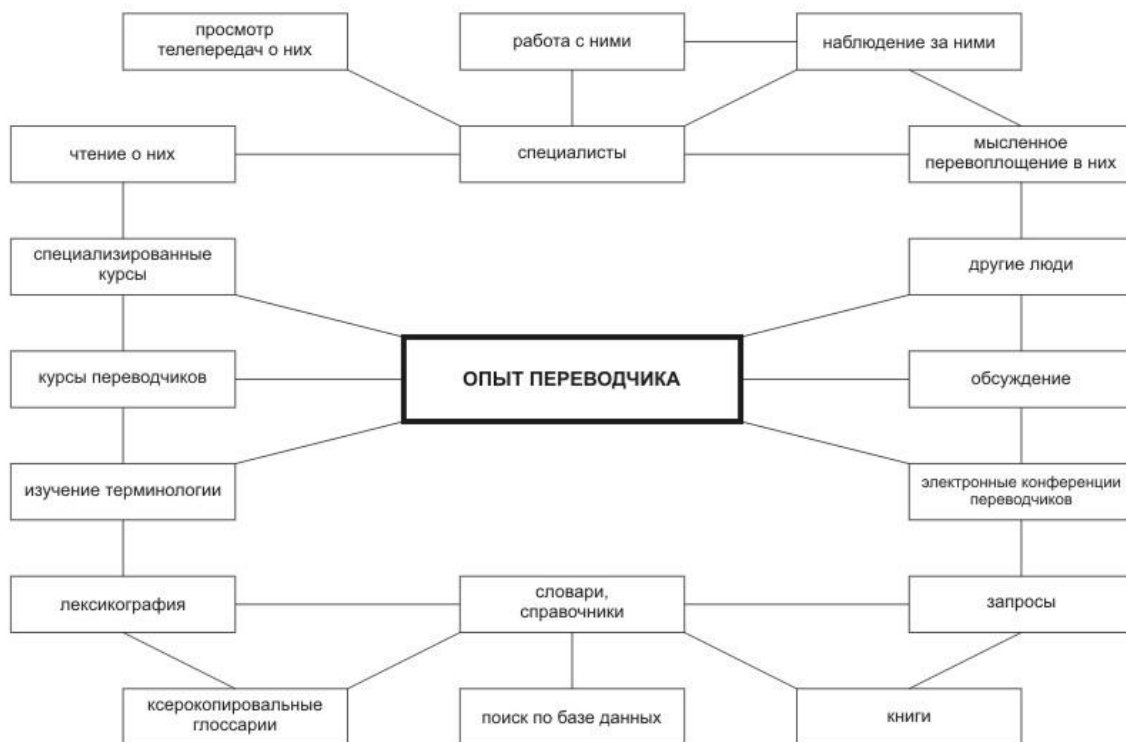 просмотр
телепередач о них
работа с ними
наблюдение за ними
чтение о них
специалисты
мысленное
перевоплощение в них
специализированные
курсы
другие люди
курсы переводчиков
ОПЫТ ПЕРЕВОДЧИКА
обсуждение
изучение терминологии
электронные конференции
переводчиков
лексикография
словари,
справочники
запросы
ксерокопировальные
глоссарии
поиск по базе данных
книги